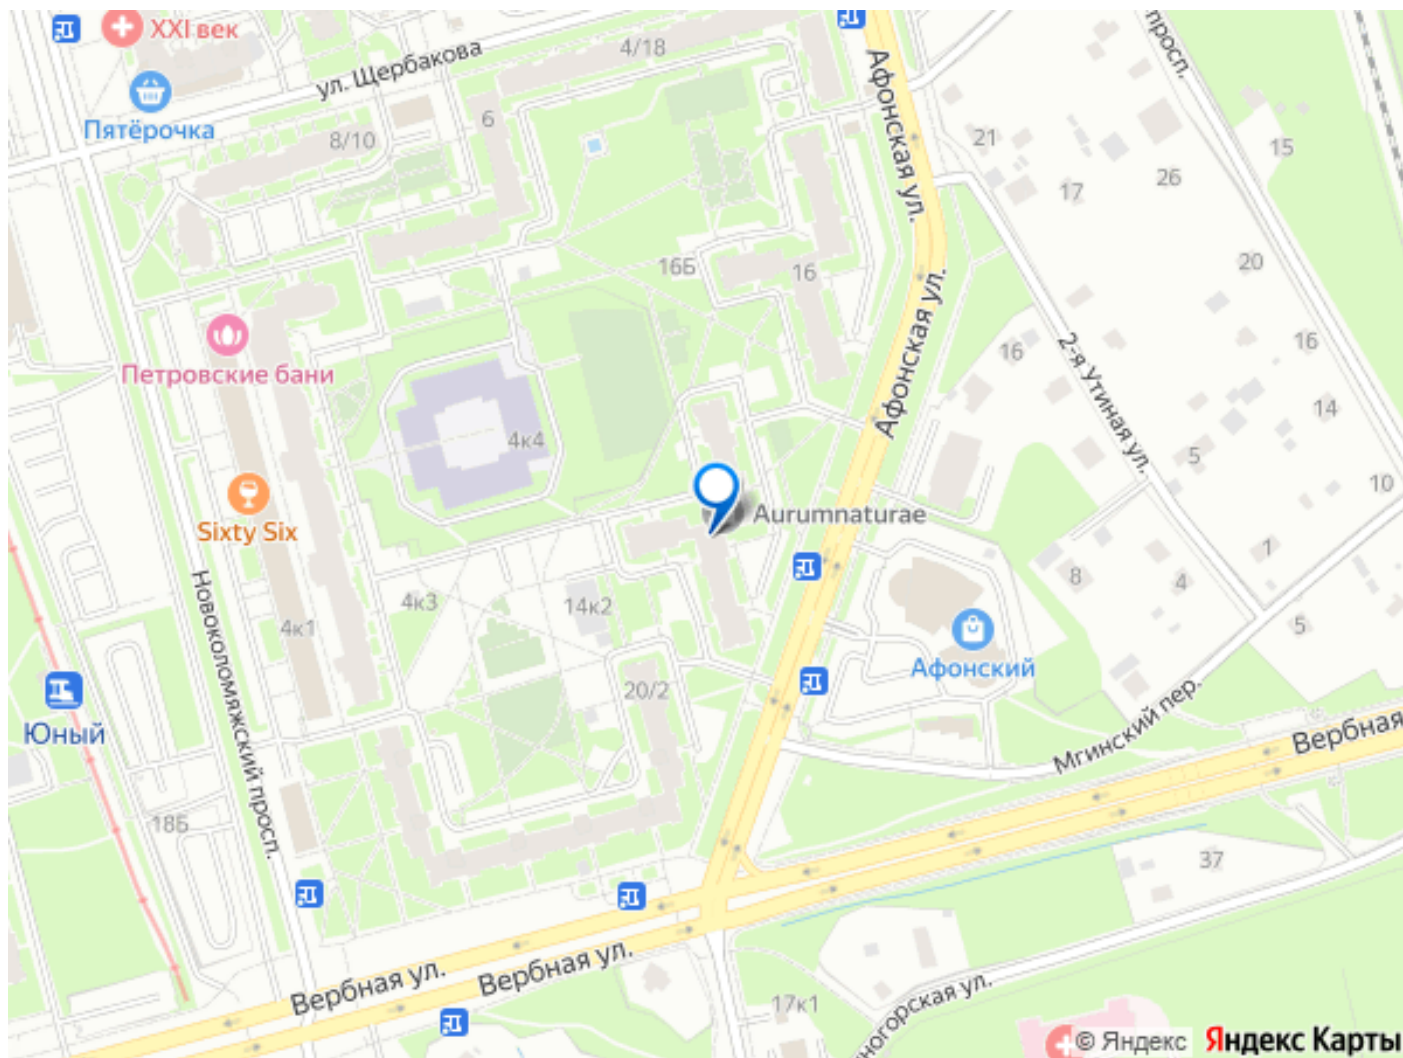 XXI век
4/18
ул. Щербакова
Афонская ул.
просп.
Пятёрочка
6
8/10
21
15
17
26
16Б
16
20
Афонская ул.
2-я Утиная ул.
16
16
Петровские бани
14
4к4
5
10
Sixty Six
Aurumnaturae
1
Новоколомяжский просп.
4к3
14к2
8
4
4к1
5
Афонский
20/2
Юный
Мгинский пер.
Вербная
18Б
37
Вербная ул.
Вербная ул.
17к1
ногорская ул.
© Яндекс Яндекс Карты